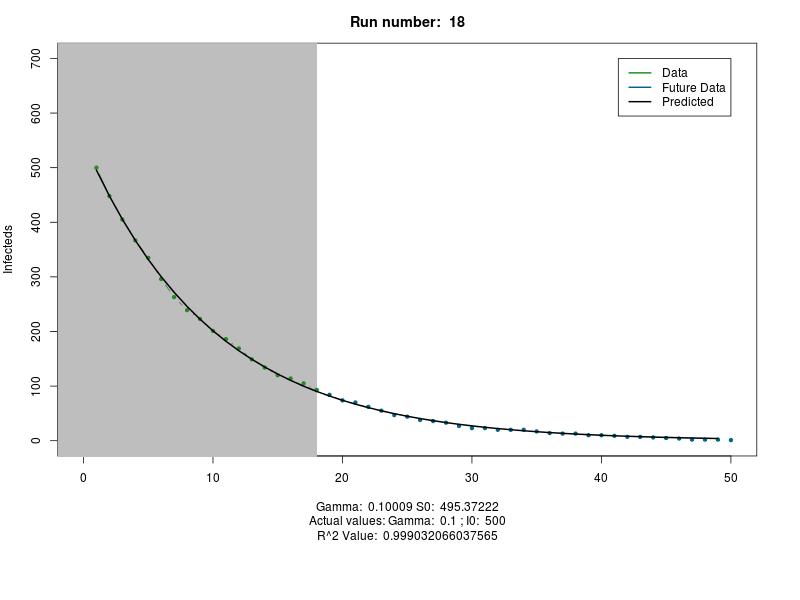 Run number: 18
Data
Future Data
Predicted
Infecteds
700
600
500
400
300
200
100
0
0 10 20 30 40 50
Gamma: 0.10009 S0: 495.37222
Actual values: Gamma: 0.1 ; I0: 500
R^2 Value: 0.999032066037565